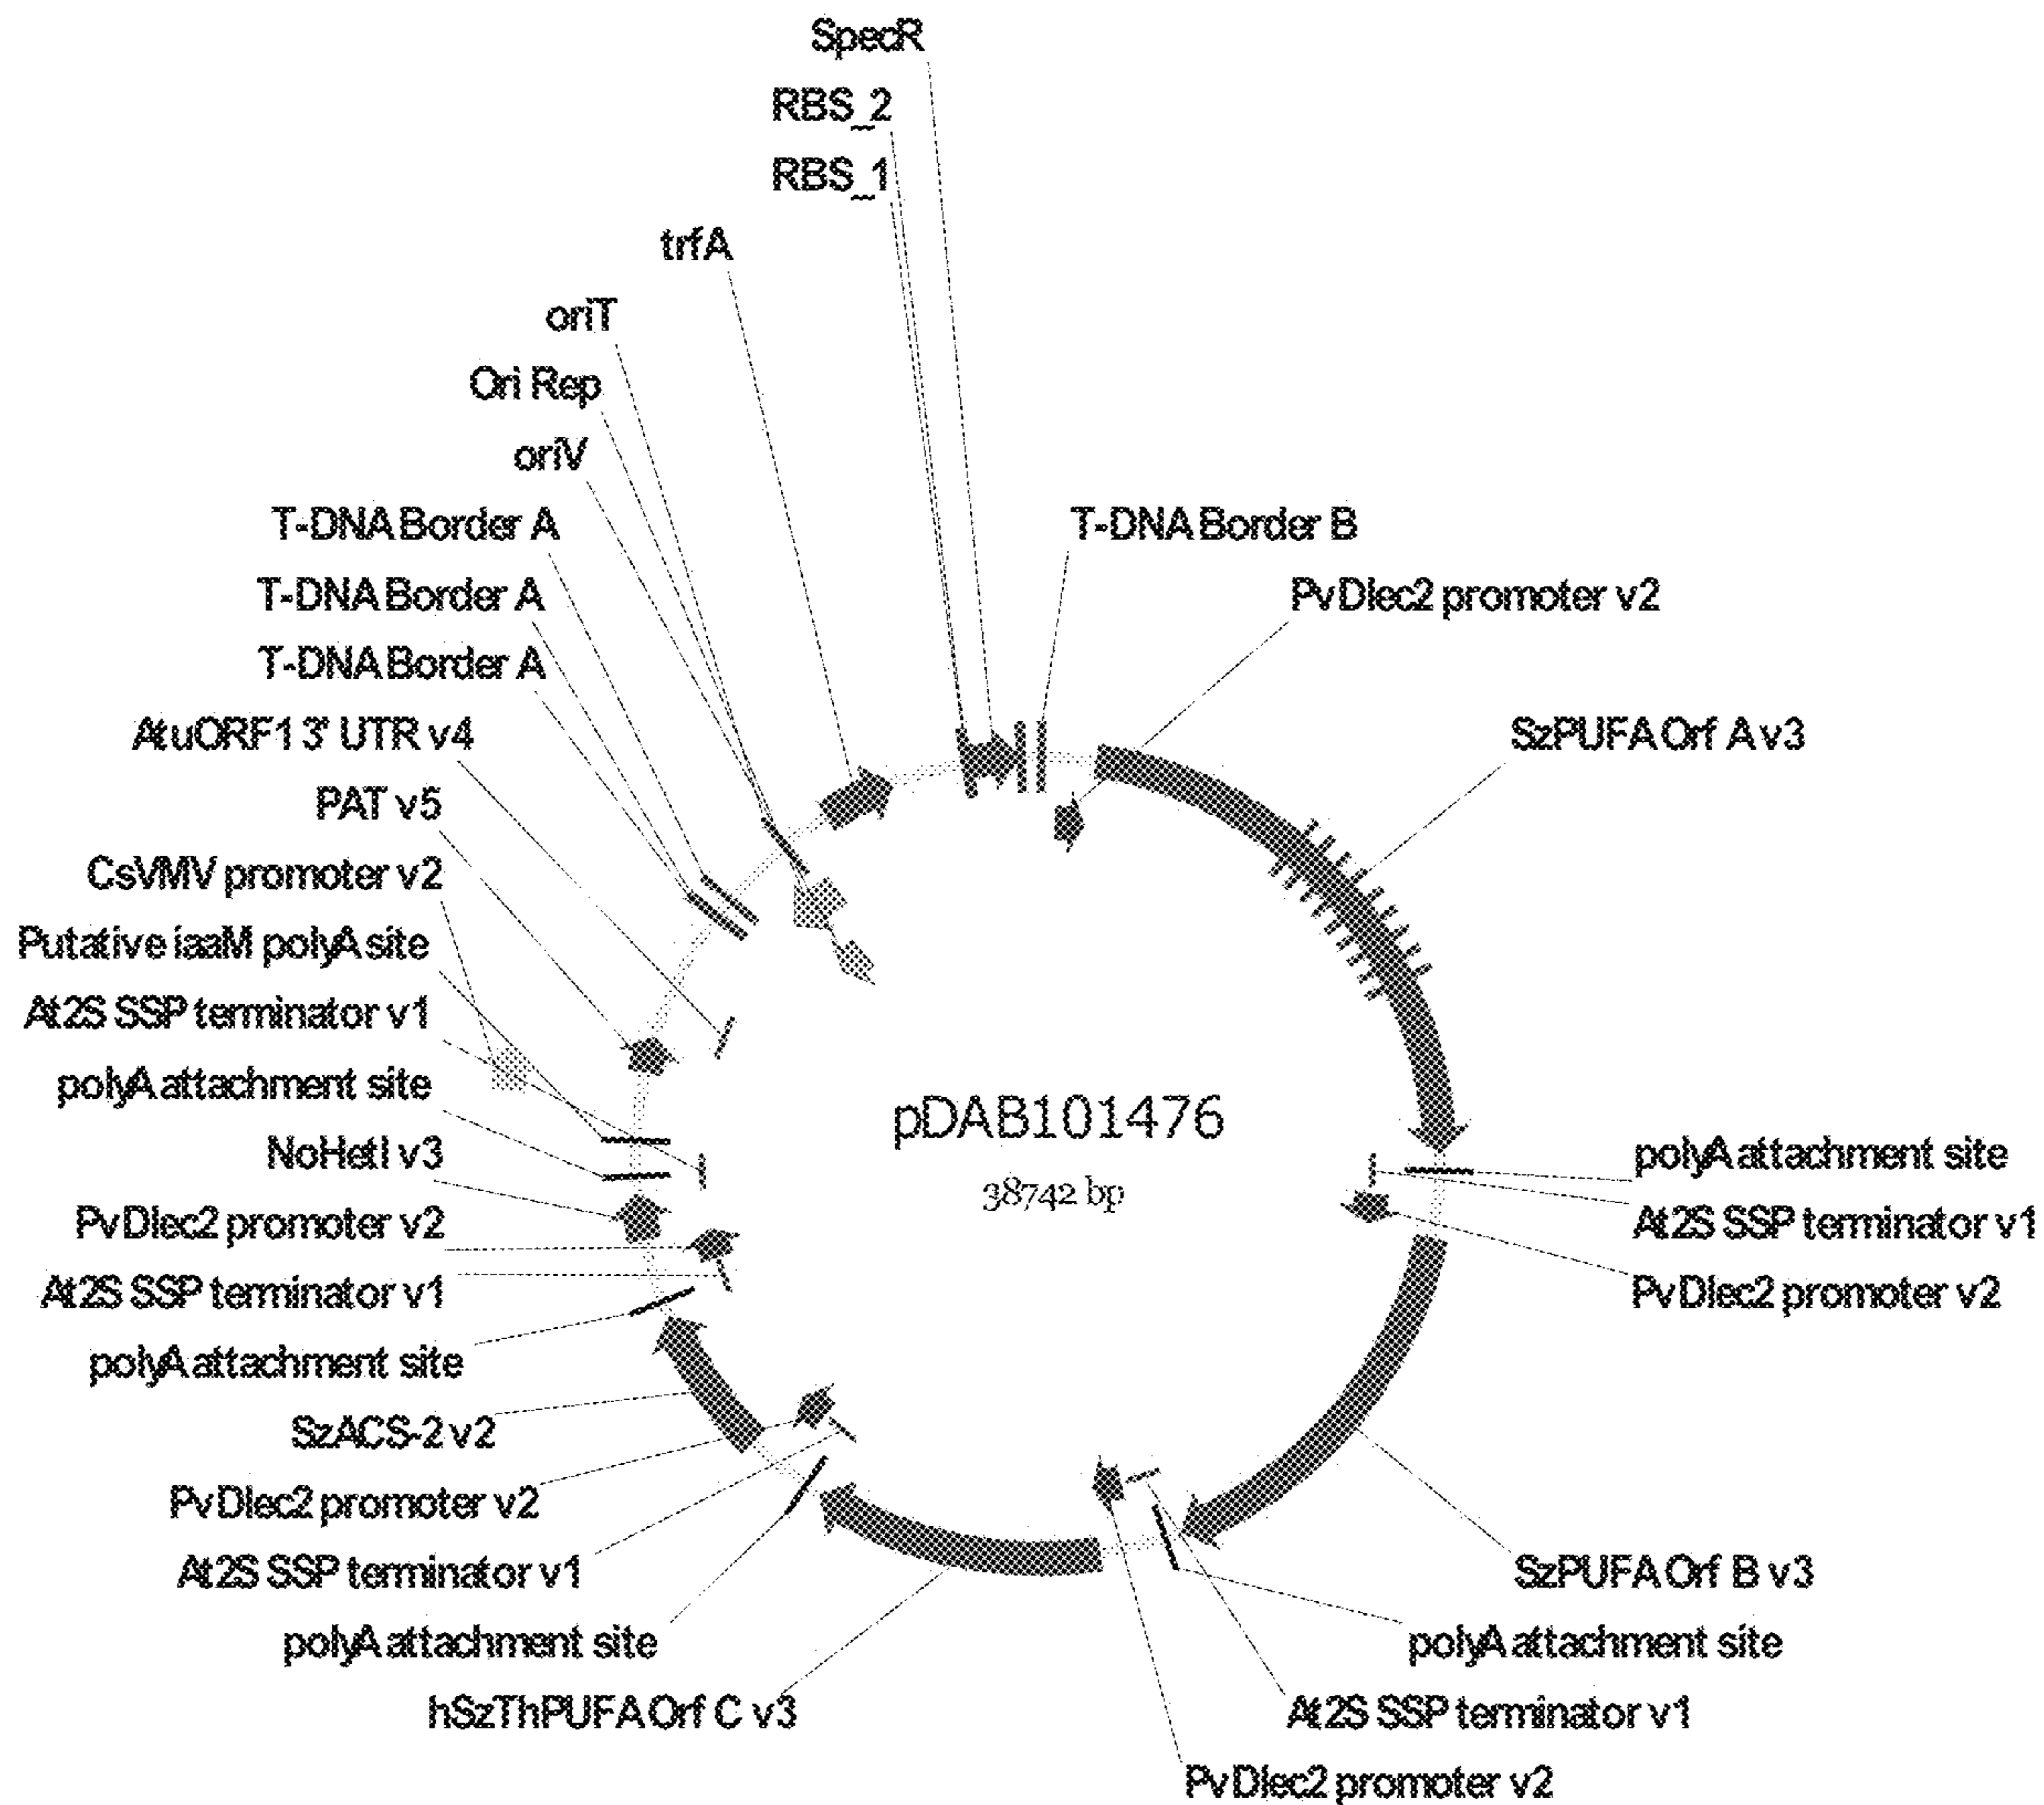 SpecR
RBS_2
RBS_1
trfA
oriT
Ori Rep
oriV
T-DNA Border A
T-DNA Border A
T-DNA Border A
AtuORF1 3' UTR v4
PAT v5
CsVMV promoter v2
Putative iaaM polyA site
At2S SSP terminator v1
polyA attachment site
NoHetI v3
PvDlec2 promoter v2
At2S SSP terminator v1
polyA attachment site
SzACS-2 v2
PvDlec2 promoter v2
At2S SSP terminator v1
polyA attachment site
hSzThPUFA Orf C v3
T-DNA Border B
PvDlec2 promoter v2
SzPUFA Orf A v3
polyA attachment site
At2S SSP terminator v1
PvDlec2 promoter v2
SzPUFA Orf B v3
polyA attachment site
At2S SSP terminator v1
PvDlec2 promoter v2
pDAB101476
38742 bp